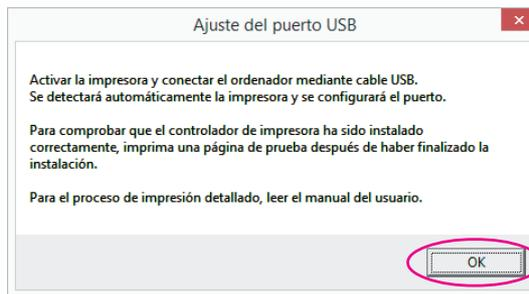 Ajuste del puerto USB
Activar la impresora y conectar el ordenador mediante cable USB.
Se detectará automáticamente la impresora y se configurará el puerto.
Para comprobar que el controlador de impresora ha sido instalado
correctamente, imprima una página de prueba después de haber finalizado la
instalación.
Para el proceso de impresión detallado, leer el manual del usuario.
OK